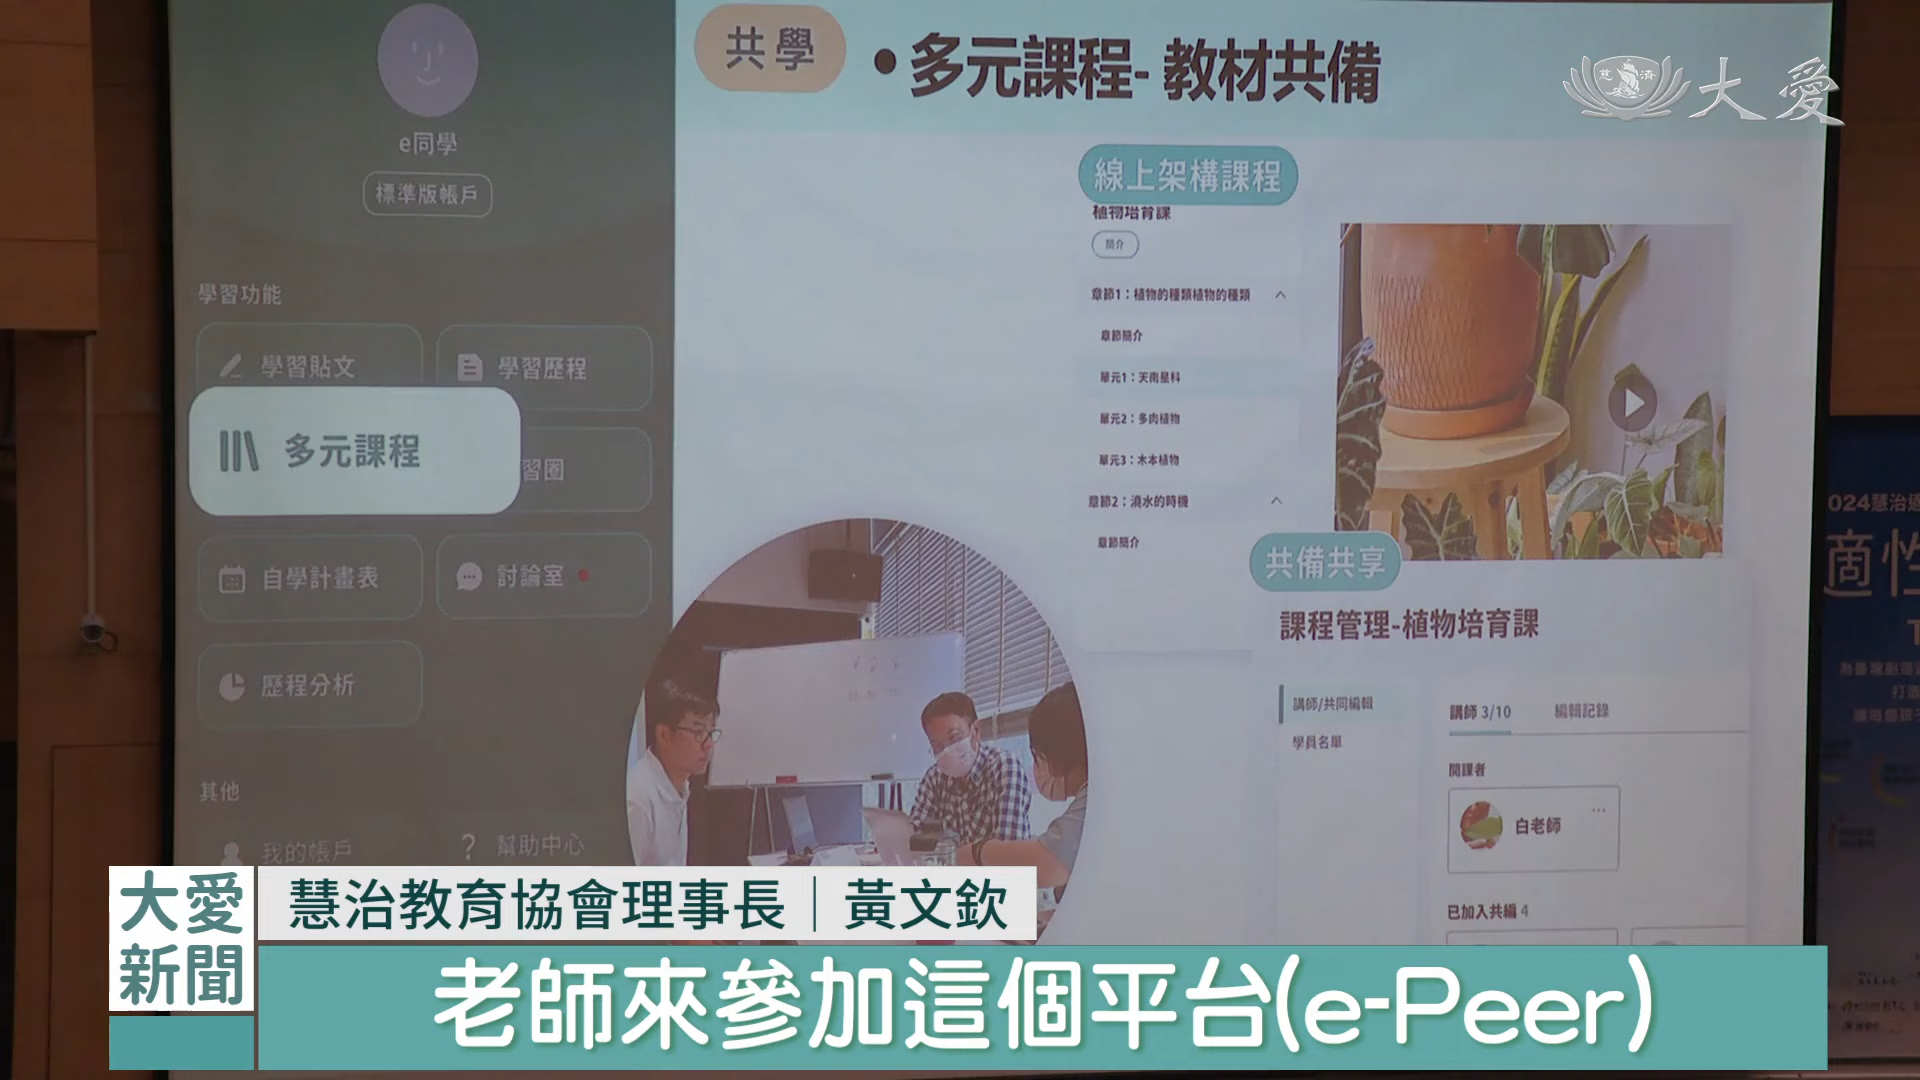 共學
•多元課程-教材共備
慈濟
大愛
e同學
標準版帳戶
學習功能
學習貼文
學習歷程
多元課程
習圈
自學計畫表
討論室
歷程分析
其他
我的帳戶
? 幫助中心
線上架構課程
植物培育課
簡介
章節1：植物的種類植物的種類
章節簡介
單元1：天南星科
單元2：多肉植物
單元3：木本植物
章節2：澆水的時機
章節簡介
共備共享
課程管理-植物培育課
講師/共同編輯
學員名單
講師 3/10
編輯記錄
開課者
白老師
已加入共編 4
024慧治
適性
大愛
新聞
慧治教育協會理事長｜黃文欽
老師來參加這個平台(e-Peer)